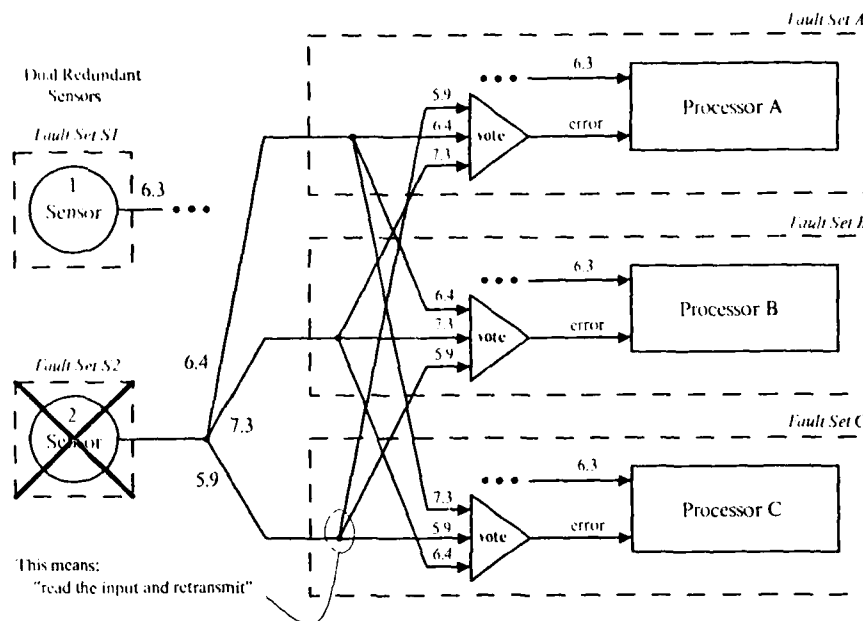 Fault Set A
Dual Redundant
Sensors
Fault Set S1
1
Sensor
6.3
Fault Set S2
2
Sensor
6.4
7.3
5.9
6.3
5.9
6.4
7.3
vote
error
Processor A
Fault Set
6.3
6.4
7.3
5.9
vote
error
Processor B
Fault Set C
6.3
7.3
5.9
6.4
vote
error
Processor C
This means:
"read the input and retransmit"